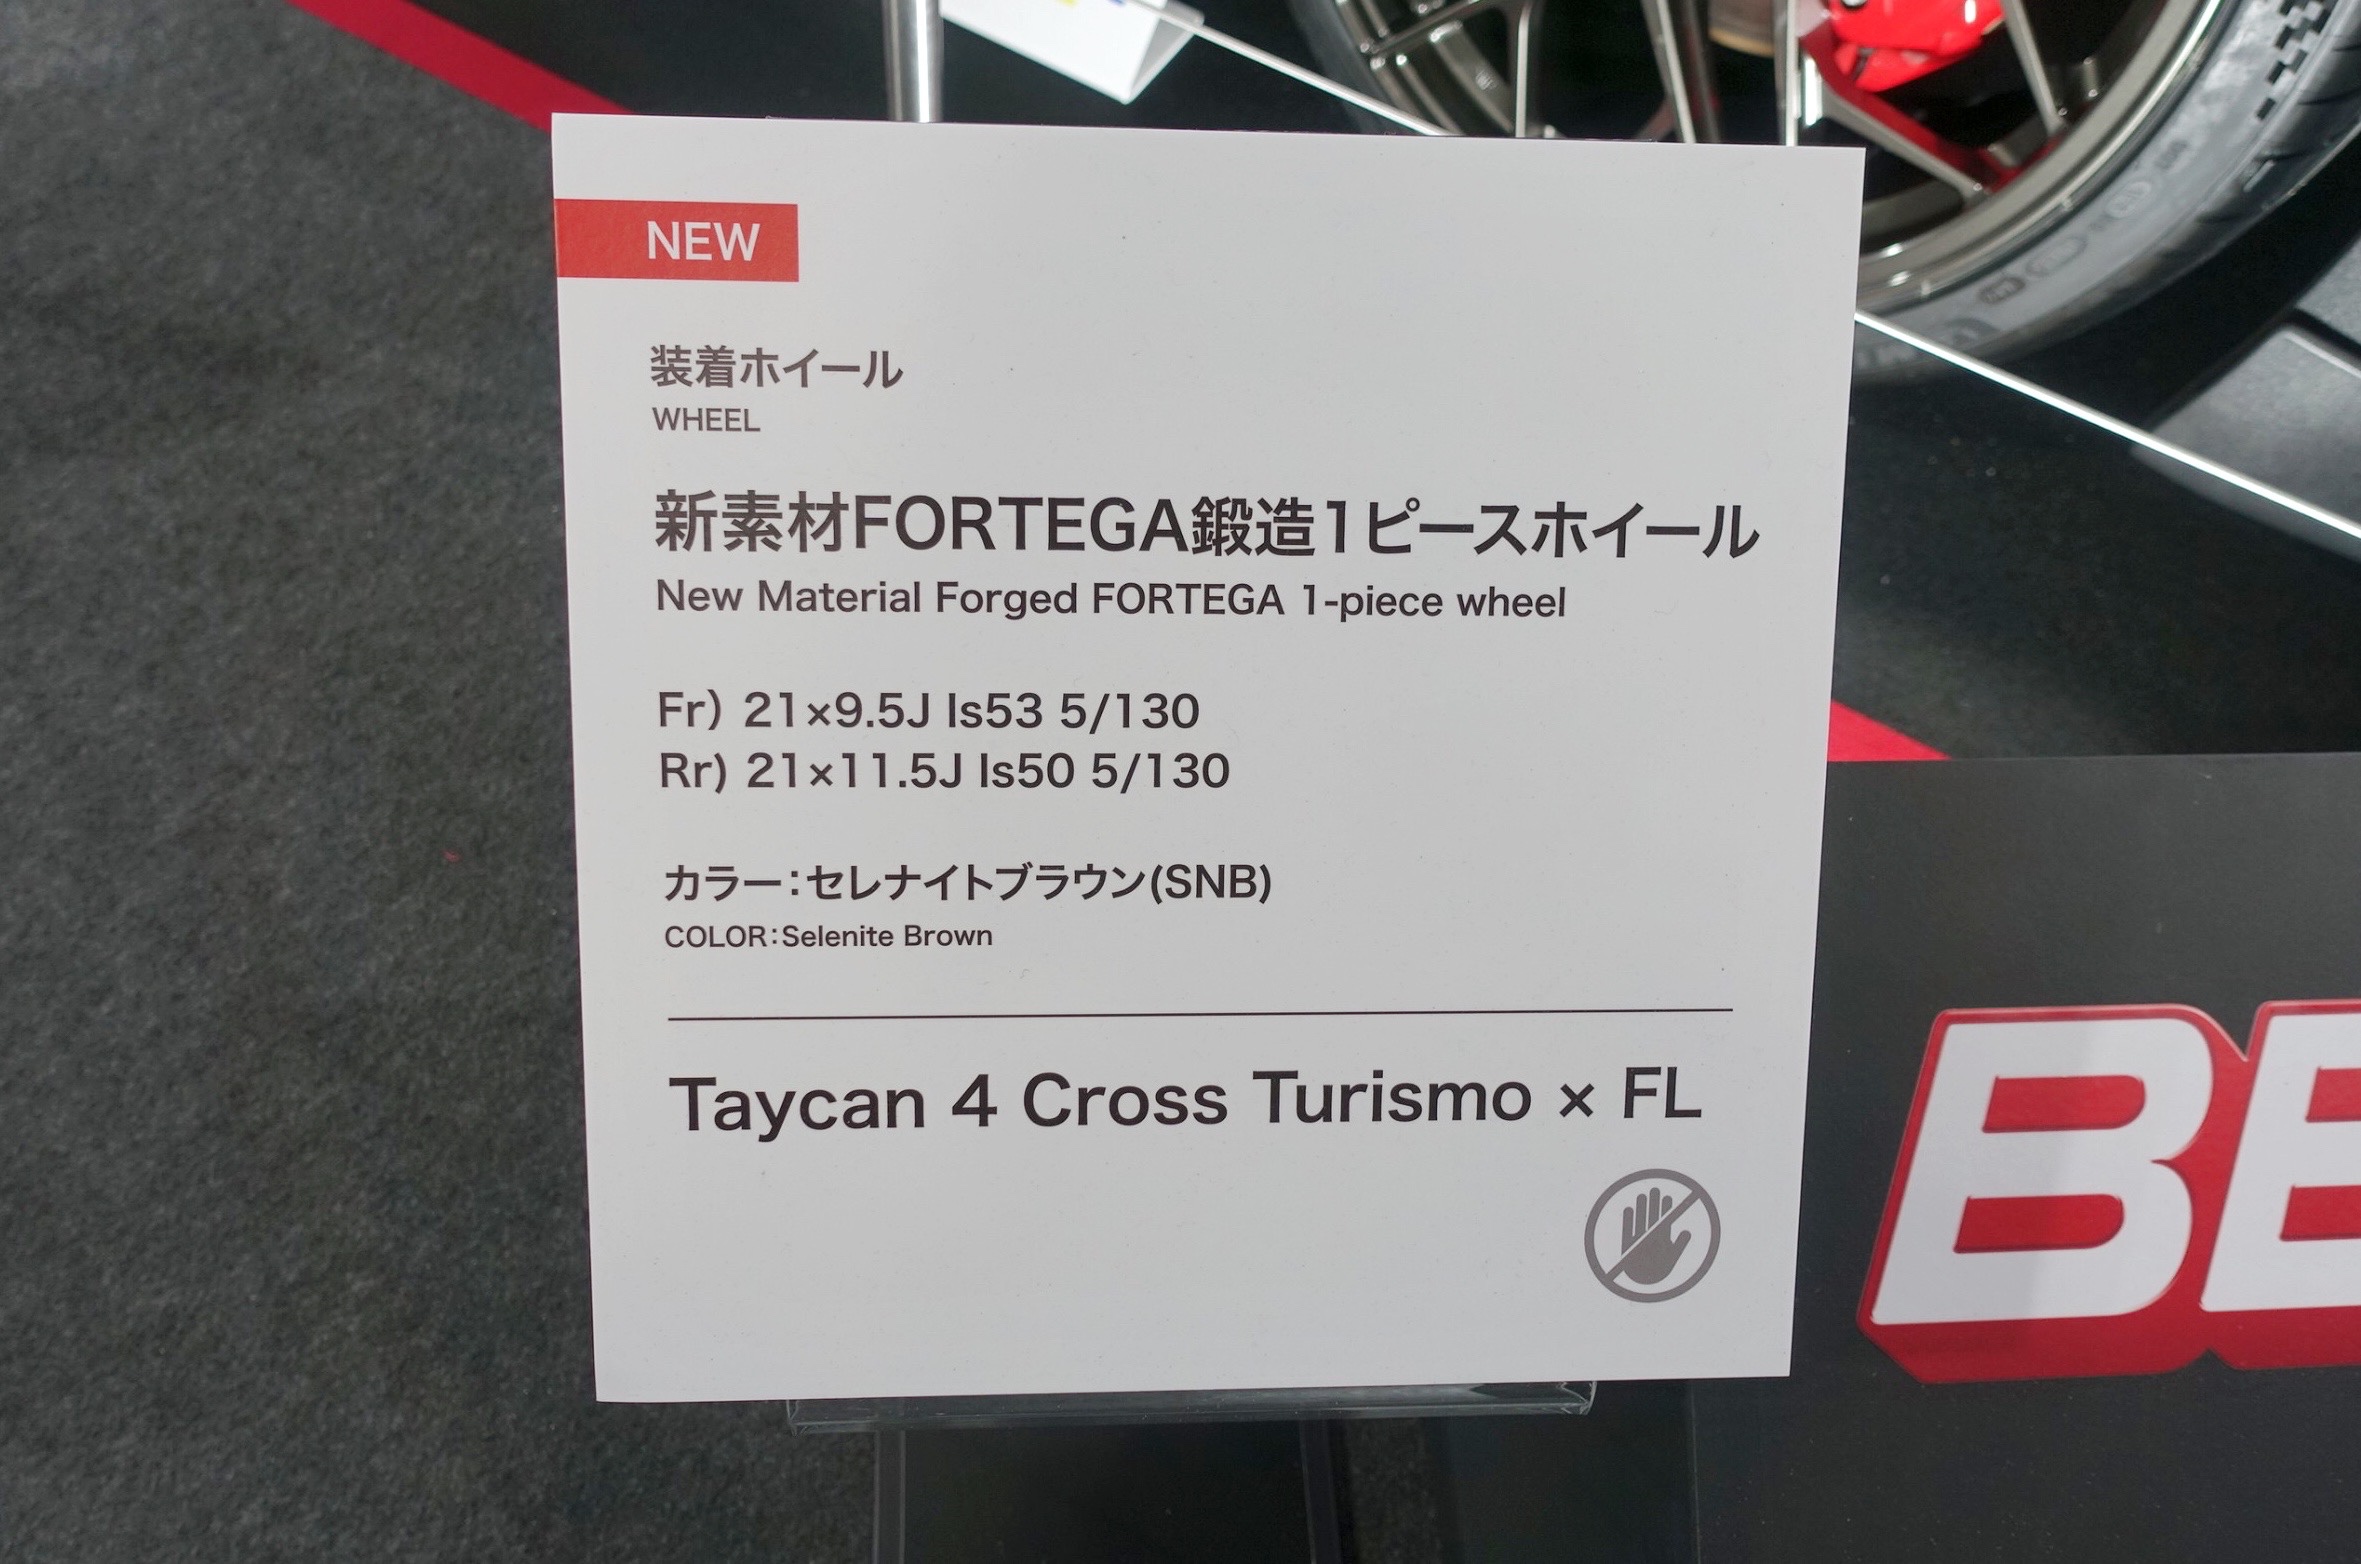 NEW
装着ホイール
WHEEL
新素材FORTEGA鍛造1ピースホイール
New Material Forged FORTEGA 1-piece wheel
Fr) 21×9.5J Is53 5/130
Rr) 21×11.5J Is50 5/130
カラー：セレナイトブラウン(SNB)
COLOR：Selenite Brown
Taycan 4 Cross Turismo × FL